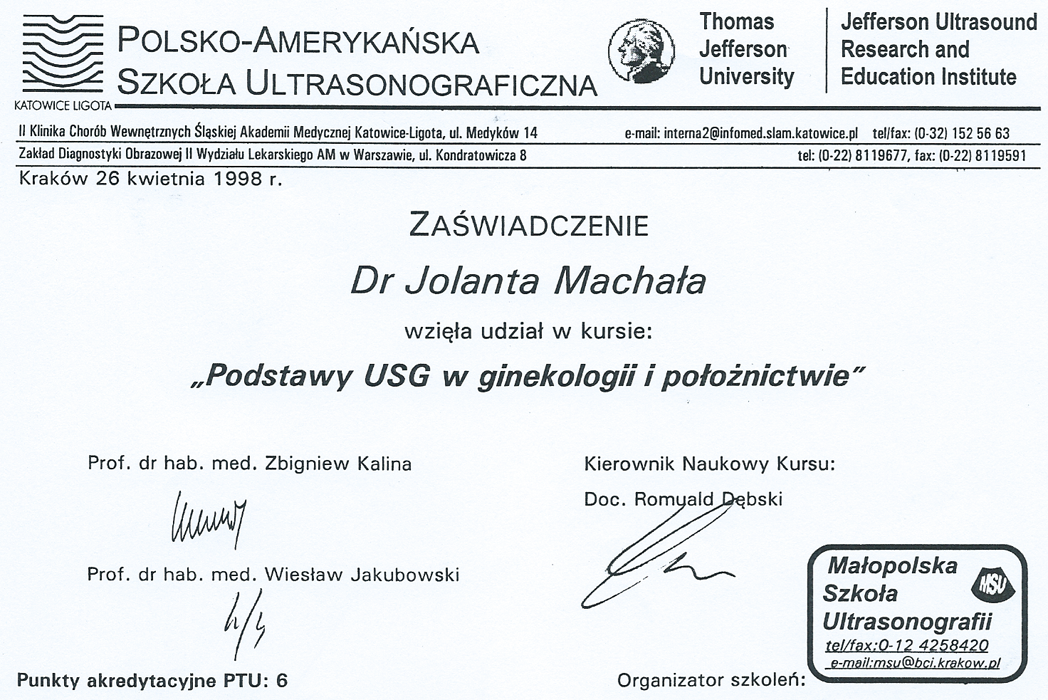 POLSKO-AMERYKAŃSKA
SZKOŁA ULTRASONOGRAFICZNA
KATOWICE LIGOTA
Thomas
Jefferson
University
Jefferson Ultrasound
Research and
Education Institute
II Klinika Chorób Wewnętrznych Śląskiej Akademii Medycznej Katowice-Ligota, ul. Medyków 14 e-mail: interna2@infomed.slam.katowice.pl tel/fax: (0-32) 152 56 63
Zakład Diagnostyki Obrazowej II Wydziału Lekarskiego AM w Warszawie, ul. Kondratowicza 8 tel: (0-22) 8119677, fax: (0-22) 8119591
Kraków 26 kwietnia 1998 r.
ZAŚWIADCZENIE
Dr Jolanta Machała
wzięła udział w kursie:
„Podstawy USG w ginekologii i położnictwie”
Prof. dr hab. med. Zbigniew Kalina
Prof. dr hab. med. Wiesław Jakubowski
Kierownik Naukowy Kursu:
Doc. Romuald Dębski
Małopolska
Szkoła
Ultrasonografii
MSU
tel/fax:0-12 4258420
e-mail:msu@bci.krakow.pl
Punkty akredytacyjne PTU: 6
Organizator szkoleń: